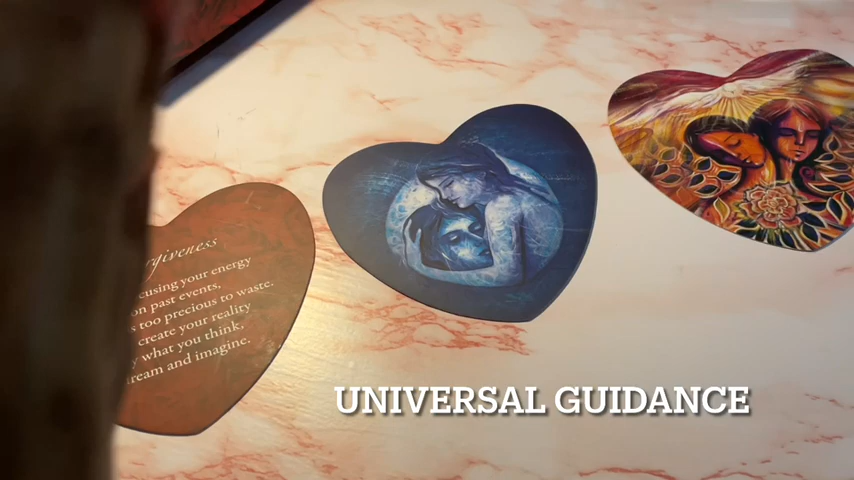 rgiveness
cusing your energy
on past events,
s too precious to waste.
create your reality
y what you think,
ream and imagine.
UNIVERSAL GUIDANCE